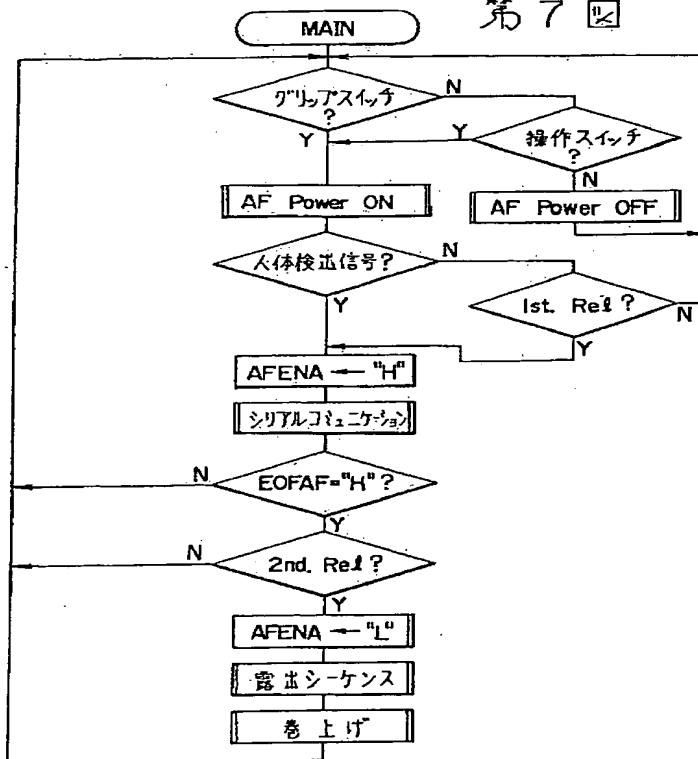 第7図
MAIN
グリップスイッチ
?
N
Y
Y
操作スイッチ
?
N
AF Power ON
AF Power OFF
人体検出信号?
N
Y
1st. Rel?
N
Y
AFENA ← "H"
シリアルコミュニケーション
EOFAF="H"?
N
Y
2nd. Rel?
N
Y
AFENA ← "L"
露出シーケンス
巻上げ